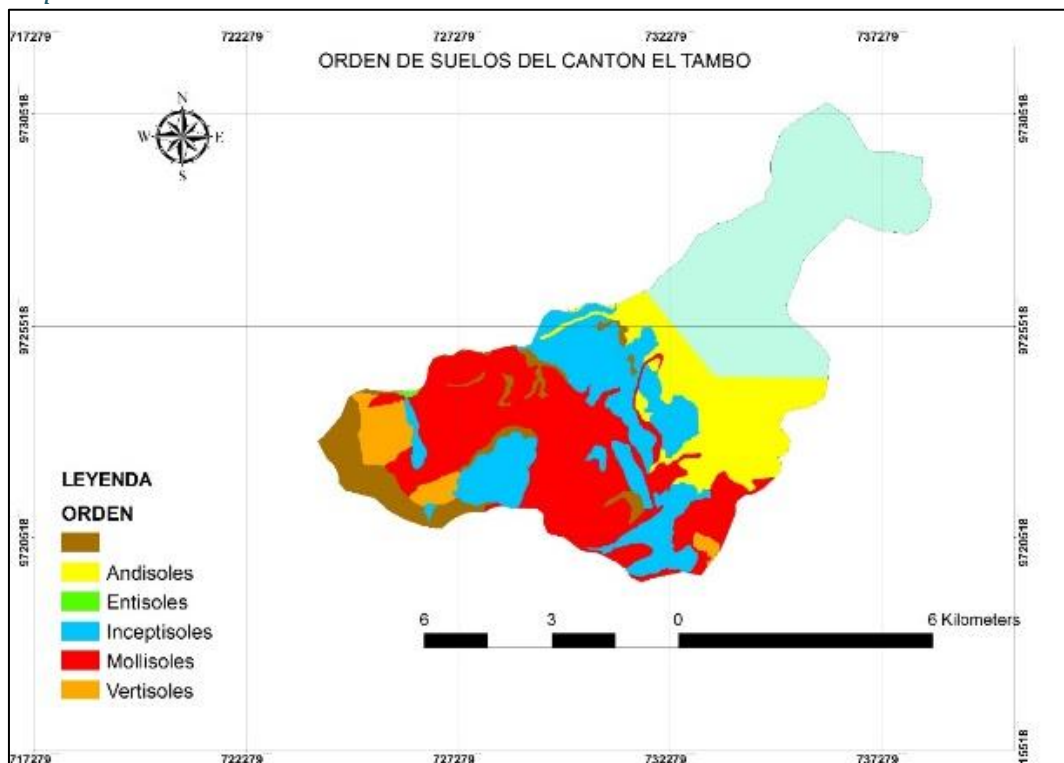 717279 722279 727279 732279 737279
ORDEN DE SUELOS DEL CANTON EL TAMBO
N
W E
S
9730518 9730518
9725518 9725518
LEYENDA
ORDEN
Andisoles
Entisoles
Inceptisoles
Mollisoles
Vertisoles
9720518 9720518
6 3 0 6 Kilometers
717279 722279 727279 732279 737279
15518